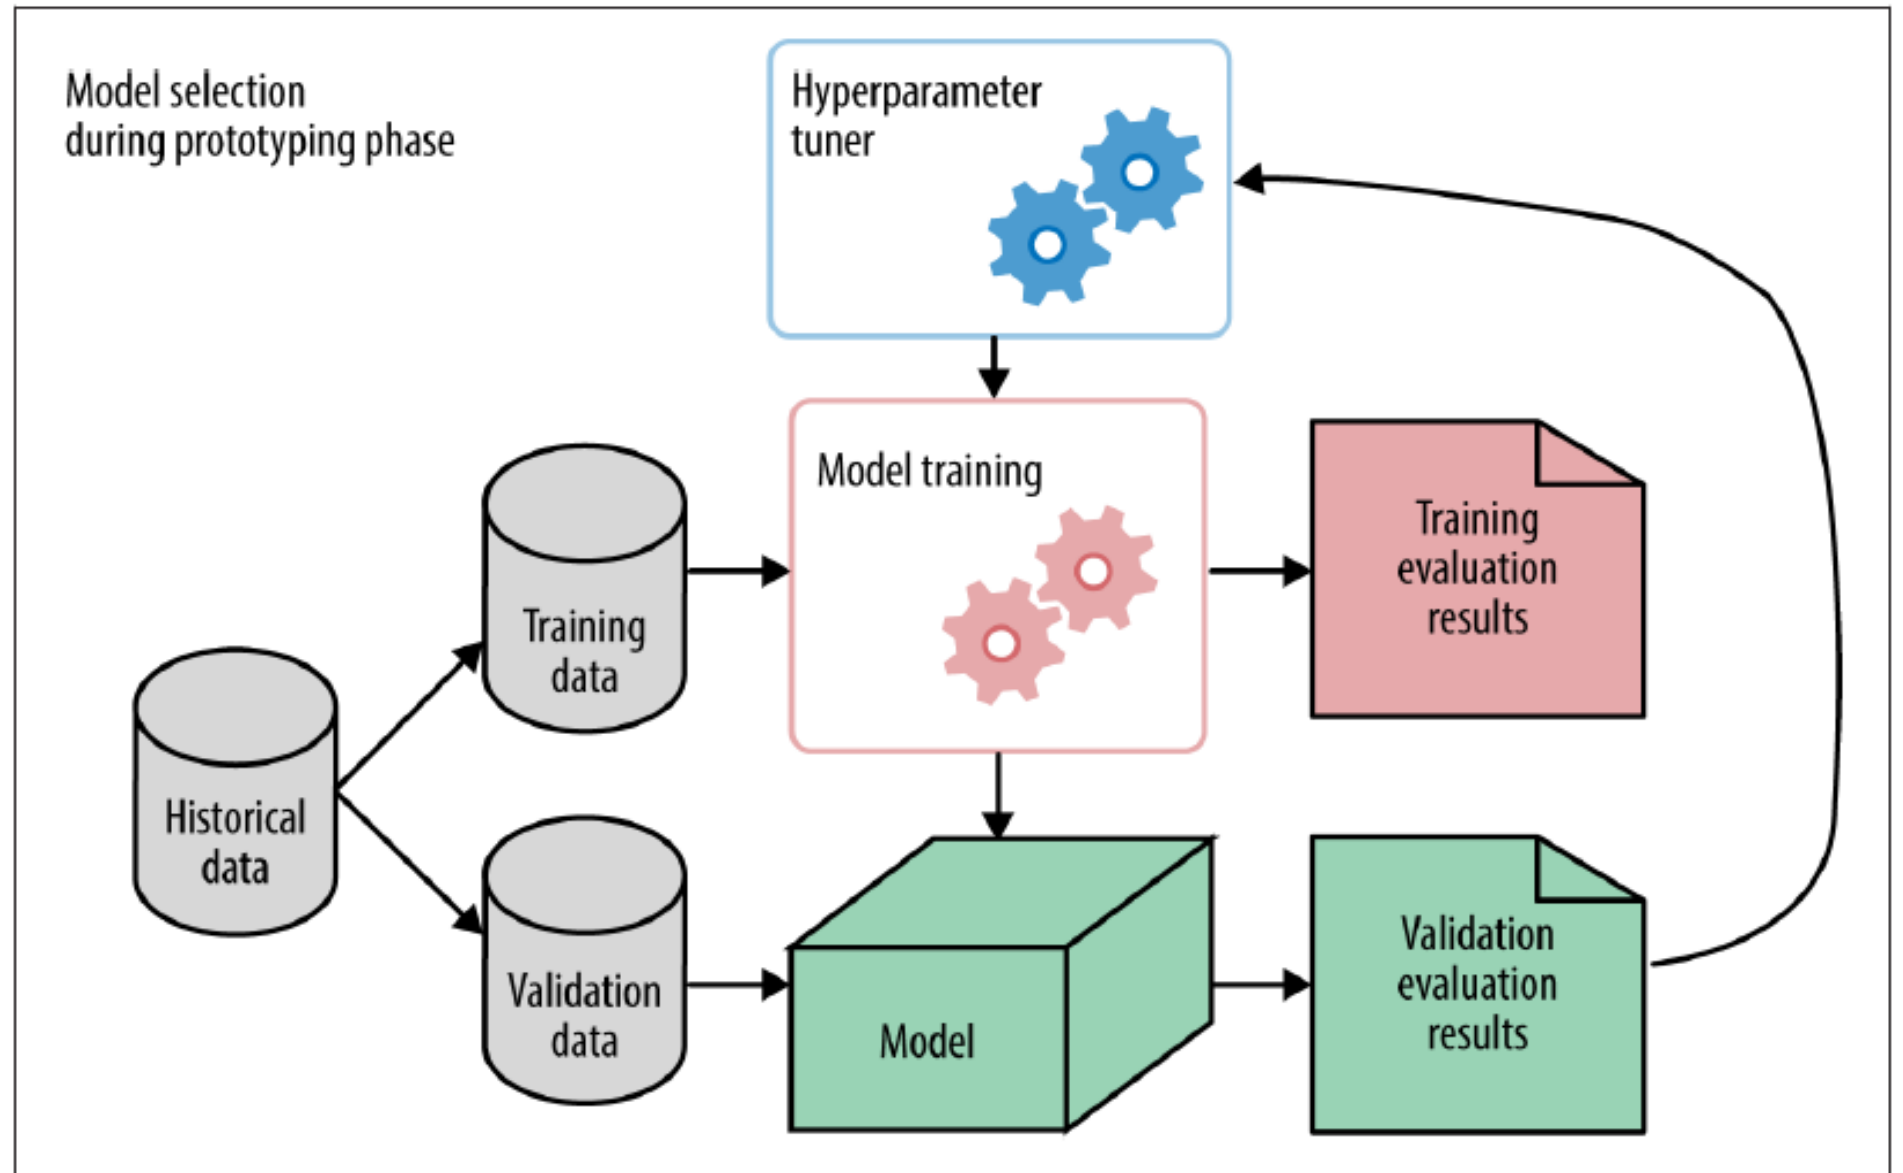 Model selection
during prototyping phase
Hyperparameter
tuner
Model training
Training
evaluation
results
Training
data
Historical
data
Validation
data
Model
Validation
evaluation
results